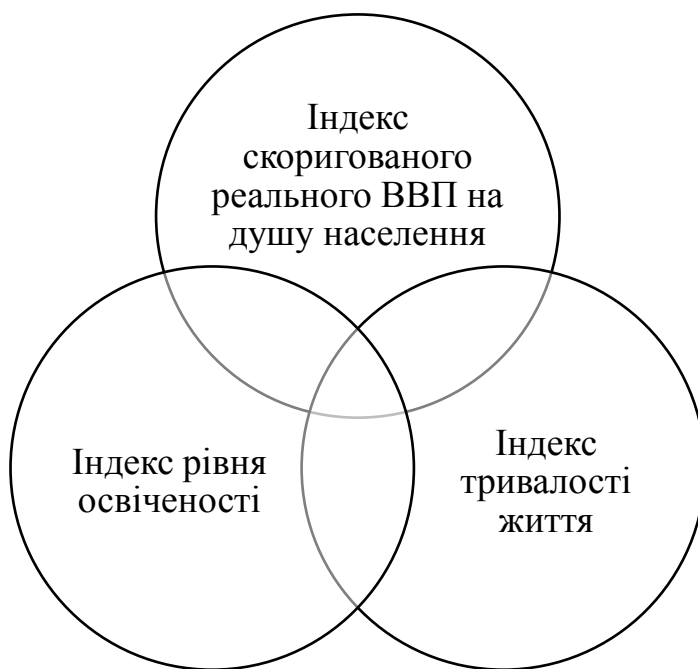 Індекс
скоригованого
реального ВВП на
душу населення
Індекс рівня
освіченості
Індекс
тривалості
життя